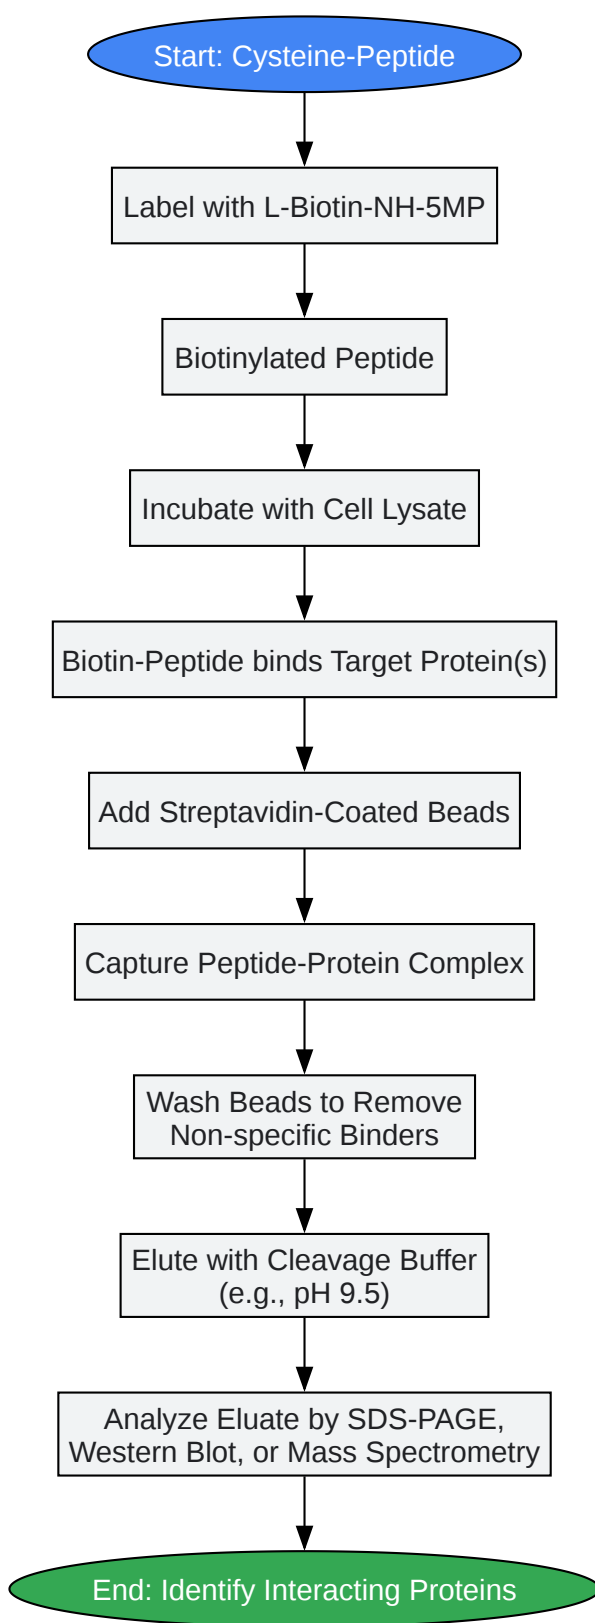 Start: Cysteine-Peptide
Label with L-Biotin-NH-5MP
Biotinylated Peptide
Incubate with Cell Lysate
Biotin-Peptide binds Target Protein(s)
Add Streptavidin-Coated Beads
Capture Peptide-Protein Complex
Wash Beads to Remove
Non-specific Binders
Elute with Cleavage Buffer
(e.g., pH 9.5)
Analyze Eluate by SDS-PAGE,
Western Blot, or Mass Spectrometry
End: Identify Interacting Proteins